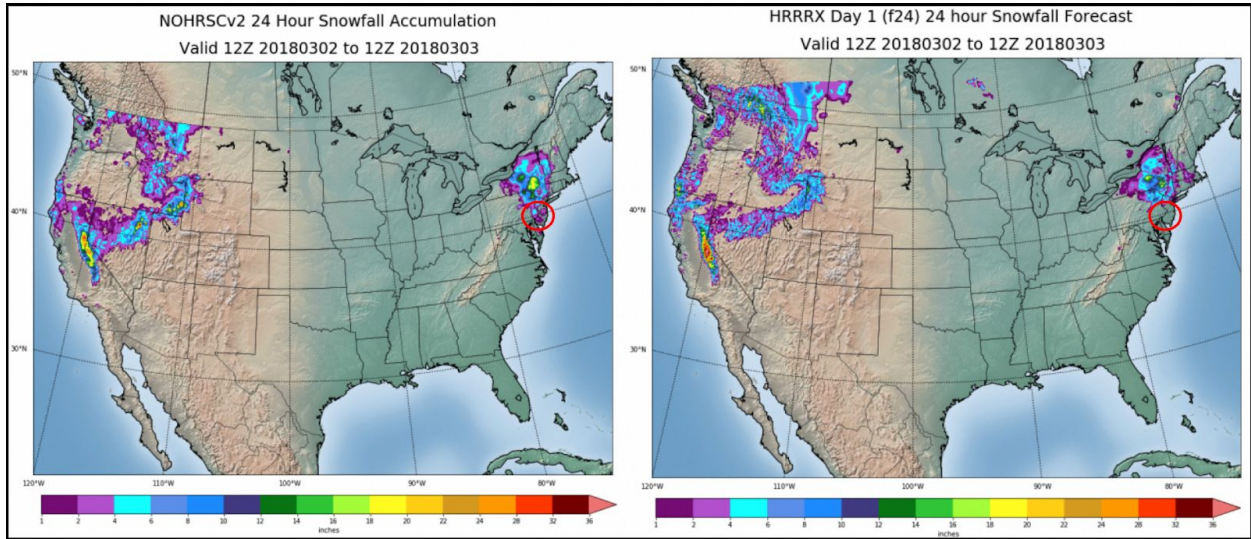 NOHRSCv2 24 Hour Snowfall Accumulation
Valid 12Z 20180302 to 12Z 20180303
50°N
40°N
30°N
120°W 110°W 100°W 90°W 80°W
1 2 4 6 8 10 12 14 16 18 20 22 24 28 32 36
inches
HRRRX Day 1 (f24) 24 hour Snowfall Forecast
Valid 12Z 20180302 to 12Z 20180303
50°N
40°N
30°N
120°W 110°W 100°W 90°W 80°W
1 2 4 6 8 10 12 14 16 18 20 22 24 28 32 36
inches